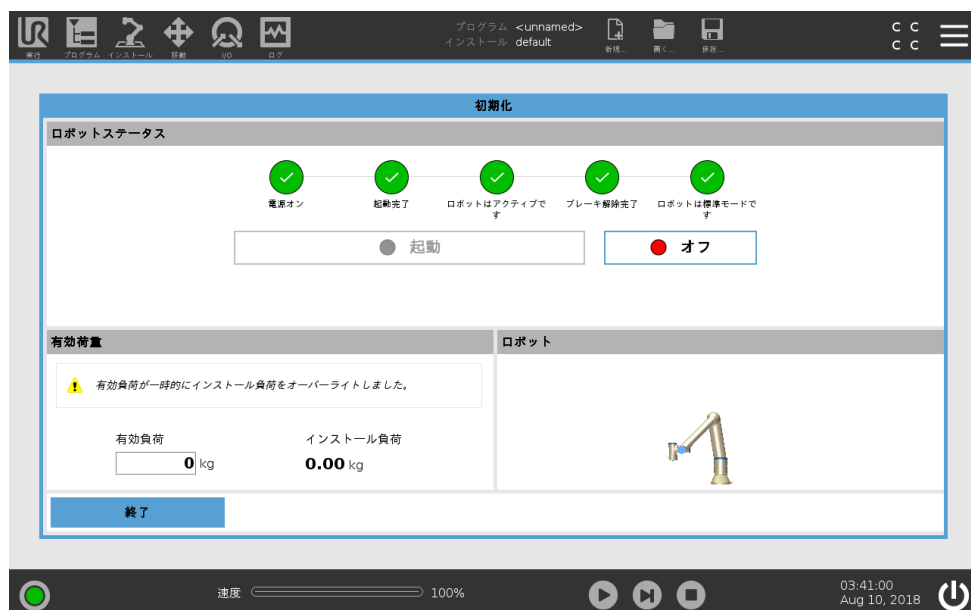 UR
実行
プログラム
インストール
移動
I/O
ログ
プログラム <unnamed>
インストール default
新規...
開く...
保存...
C C
C C
初期化
ロボットステータス
電源オン
起動完了
ロボットはアクティブで
す
ブレーキ解除完了
ロボットは標準モードで
す
起動
オフ
有効荷重
ロボット
有効負荷が一時的にインストール負荷をオーバーライトしました。
有効負荷
インストール負荷
0 kg
0.00 kg
終了
速度
100%
03:41:00
Aug 10, 2018